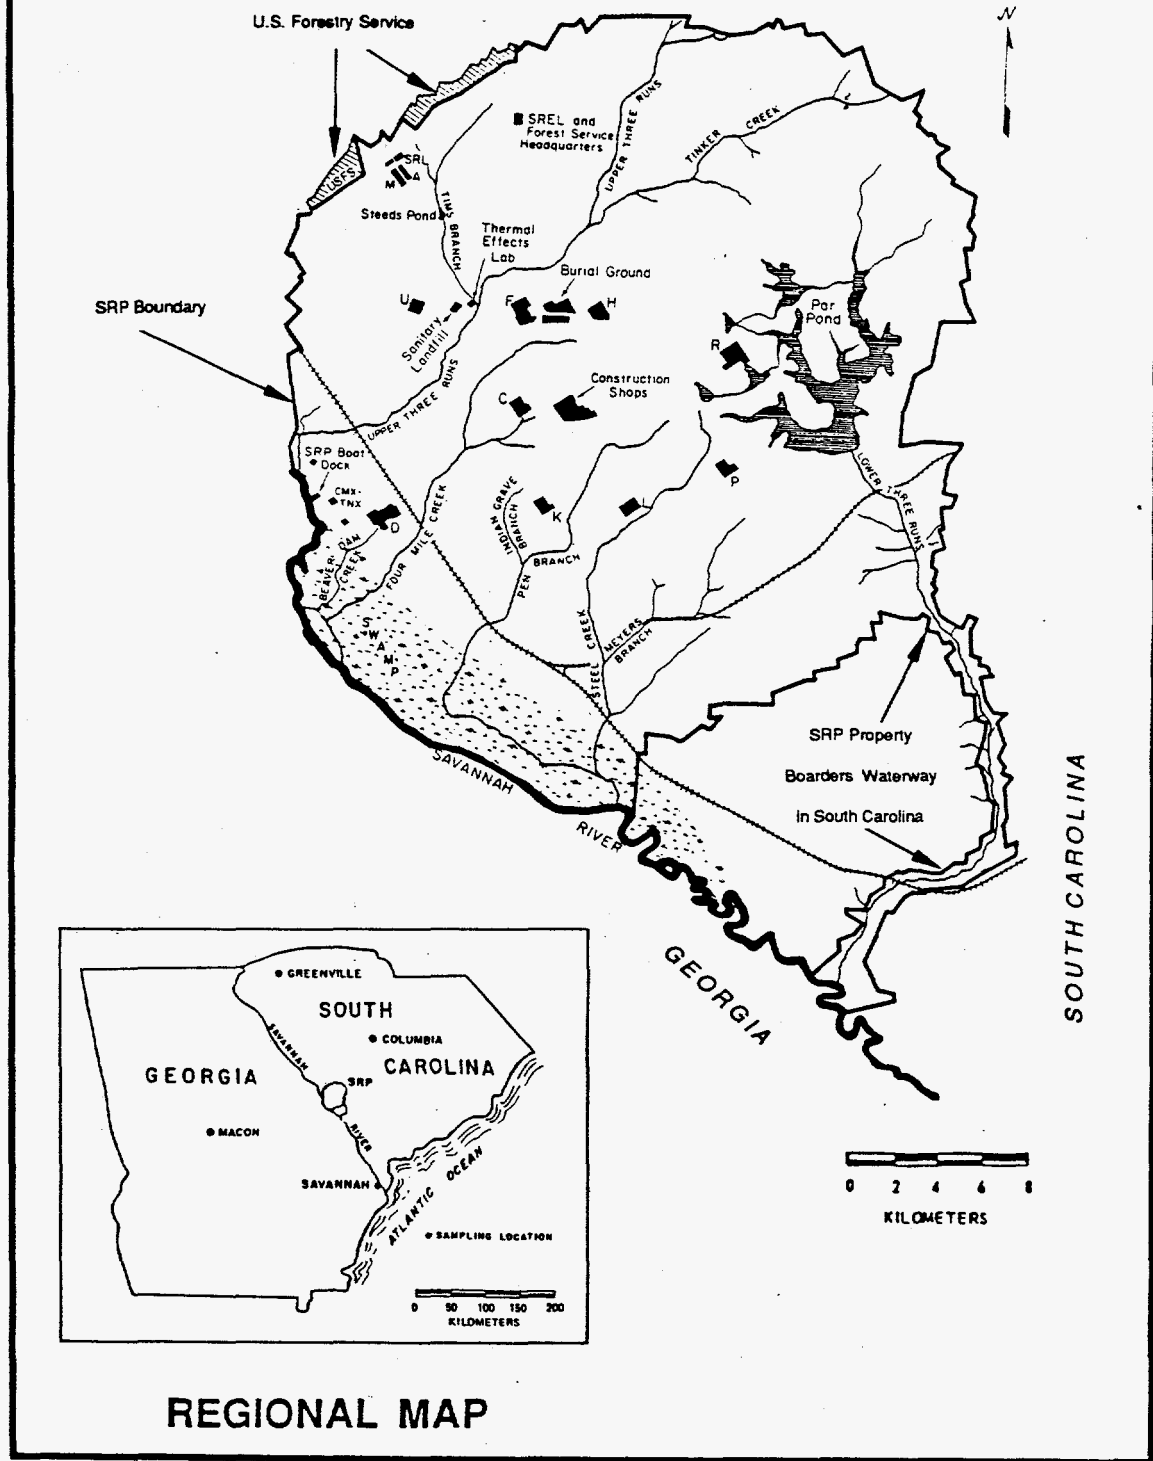 U.S. Forestry Service
N
SREL and
Forest Service
Headquarters
UPPER THREE RUNS
TINKER CREEK
SRL
M
A
USFS
Steeds Pond
TIMS BRANCH
Thermal
Effects
Lab
Burial Ground
U
F
H
Sanitary
Landfill
SRP Boundary
Par
Pond
R
UPPER THREE RUNS
C
Construction
Shops
SRP Boat
Dock
CMX-
TNX
D
BEAVER DAM
CREEK
FOUR MILE CREEK
INDIAN GRAVE
BRANCH
K
L
P
LOWER THREE RUNS
PEN BRANCH
STEEL CREEK
MEYERS
BRANCH
SWAMP
SRP Property
Boarders Waterway
In South Carolina
SAVANNAH
RIVER
GEORGIA
SOUTH CAROLINA
GREENVILLE
SOUTH
COLUMBIA
CAROLINA
SAVANNAH
GEORGIA
SRP
MACON
RIVER
SAVANNAH
ATLANTIC OCEAN
SAMPLING LOCATION
0 50 100 150 200
KILOMETERS
0 2 4 6 8
KILOMETERS
REGIONAL MAP